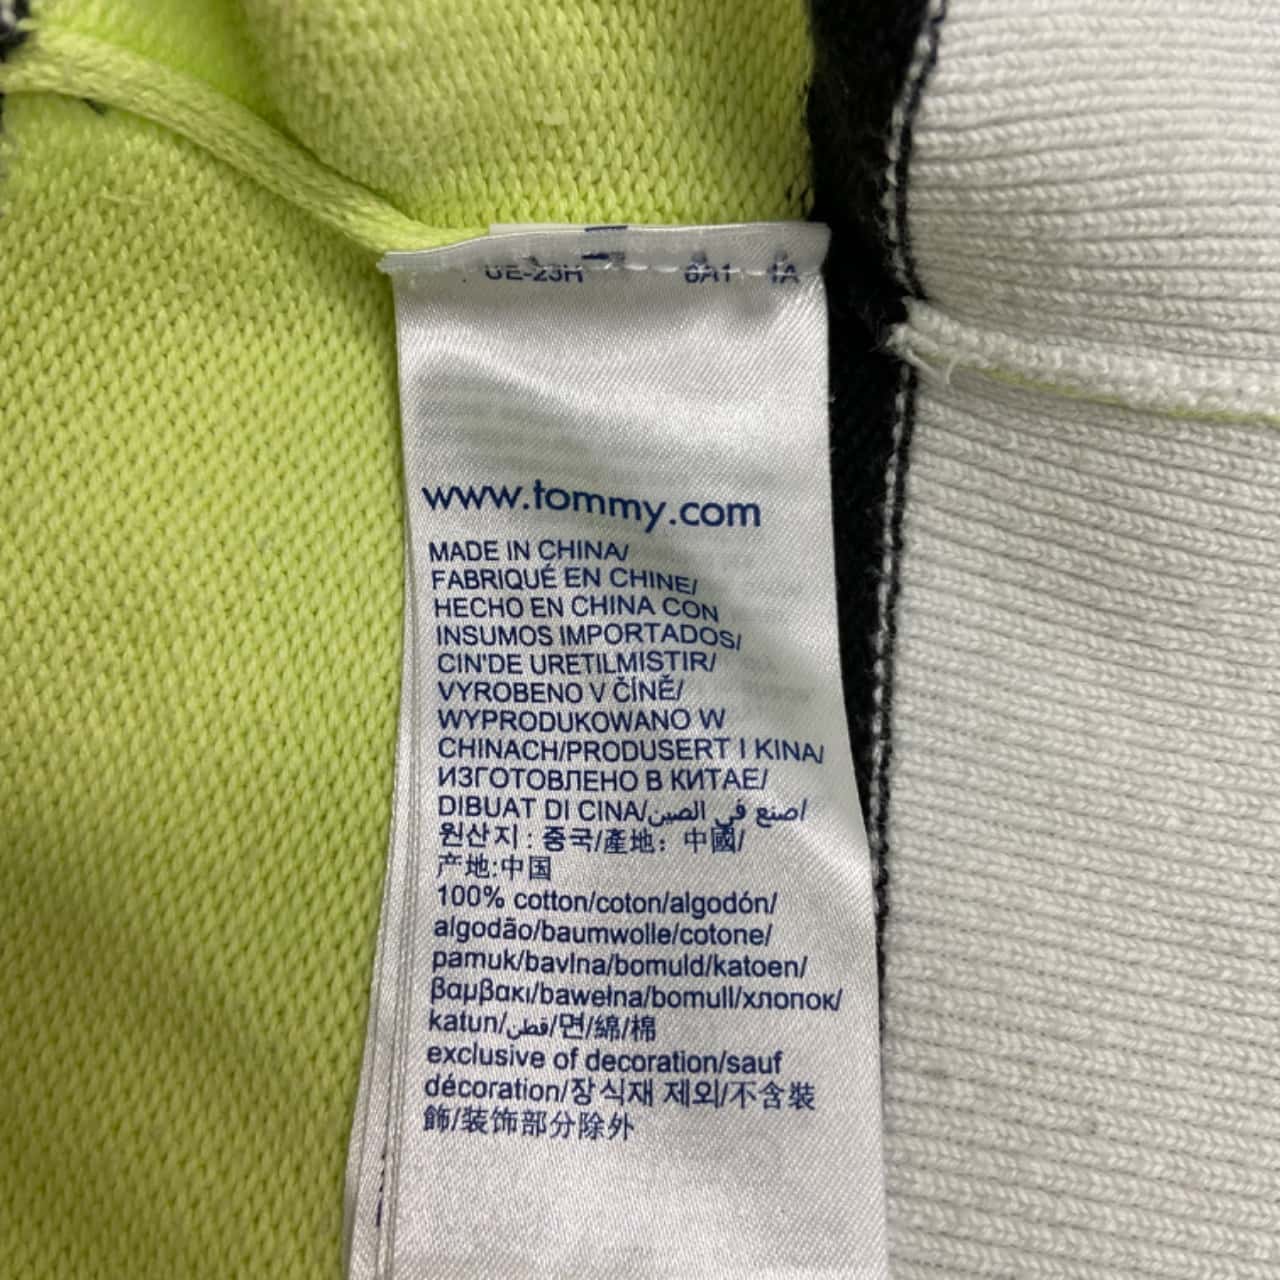 UE-23H 6A1 1A
www.tommy.com
MADE IN CHINA/
FABRIQUÉ EN CHINE/
HECHO EN CHINA CON
INSUMOS IMPORTADOS/
CIN'DE URETILMISTIR/
VYROBENO V ČÍNĚ/
WYPRODUKOWANO W
CHINACH/PRODUSERT I KINA/
ИЗГОТОВЛЕНО В КИТАЕ/
DIBUAT DI CINA/صنع في الصين/
원산지 : 중국/產地：中國/
产地:中国
100% cotton/coton/algodón/
algodão/baumwolle/cotone/
pamuk/bavlna/bomuld/katoen/
βαμβακι/bawełna/bomull/хлопок/
katun/قطن/면/綿/棉
exclusive of decoration/sauf
décoration/장식재 제외/不含裝
飾/装饰部分除外